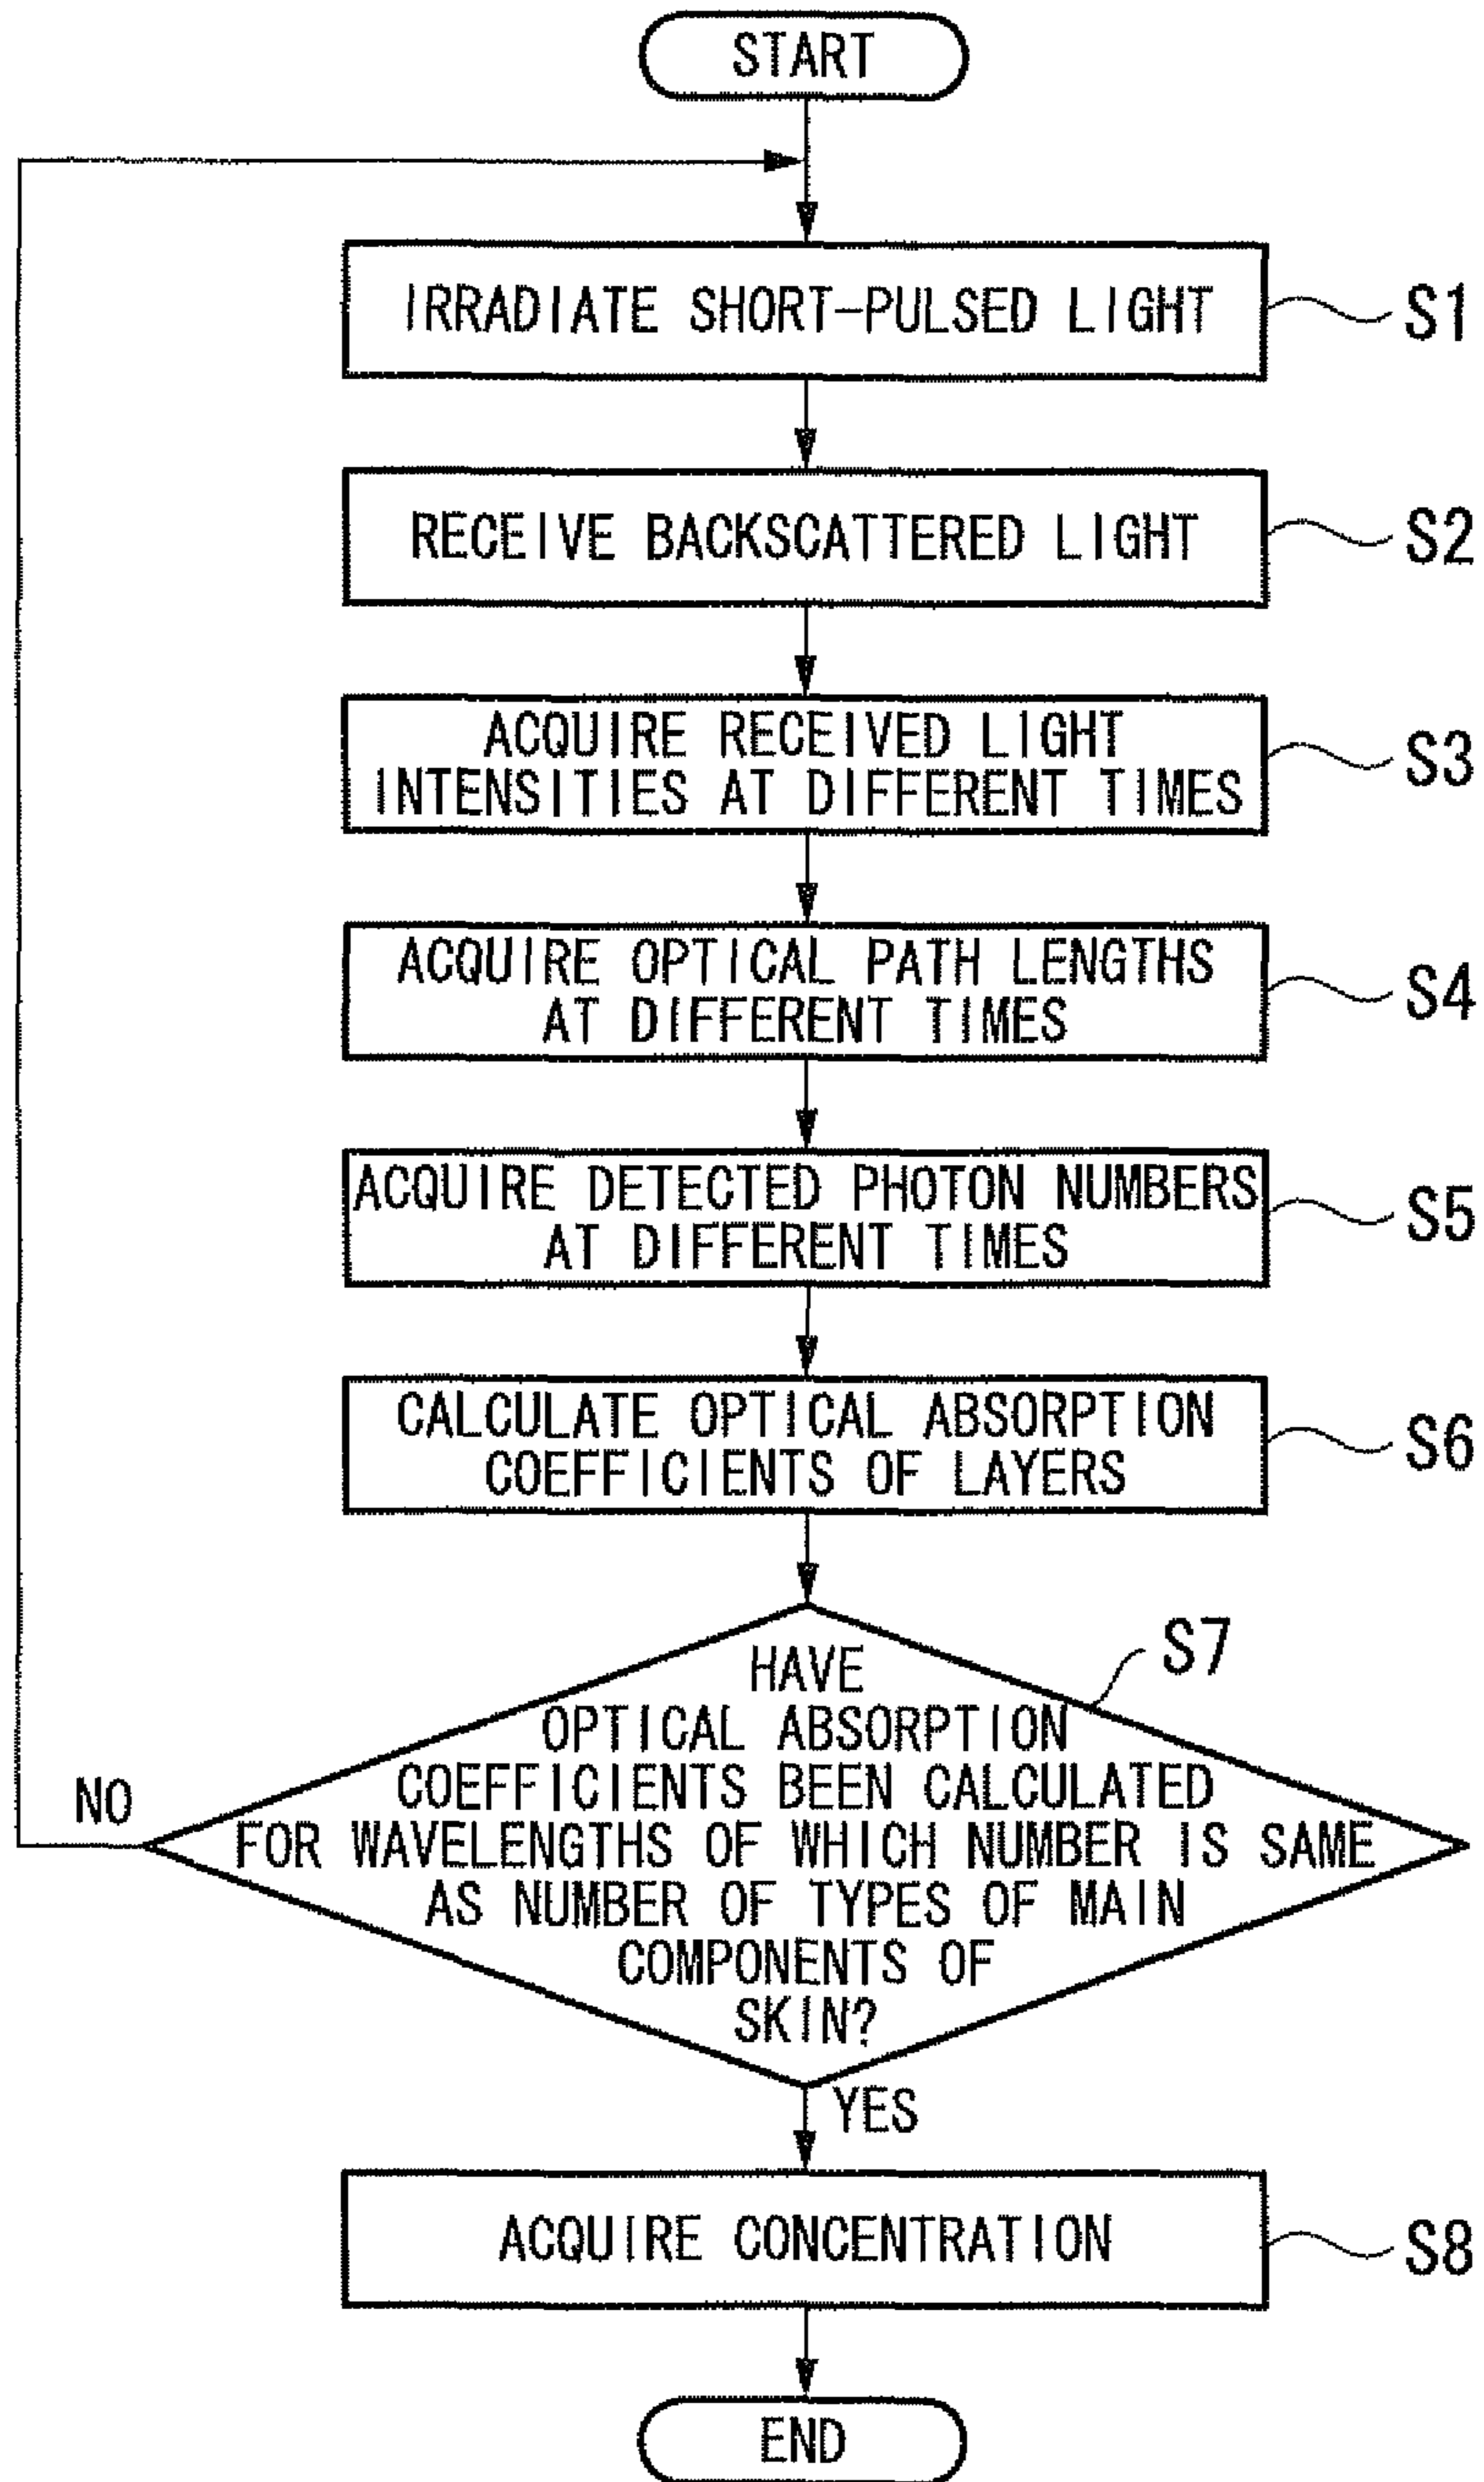 START
IRRADIATE SHORT-PULSED LIGHT
S1
RECEIVE BACKSCATTERED LIGHT
S2
ACQUIRE RECEIVED LIGHT
INTENSITIES AT DIFFERENT TIMES
S3
ACQUIRE OPTICAL PATH LENGTHS
AT DIFFERENT TIMES
S4
ACQUIRE DETECTED PHOTON NUMBERS
AT DIFFERENT TIMES
S5
CALCULATE OPTICAL ABSORPTION
COEFFICIENTS OF LAYERS
S6
S7
HAVE
OPTICAL ABSORPTION
COEFFICIENTS BEEN CALCULATED
FOR WAVELENGTHS OF WHICH NUMBER IS SAME
AS NUMBER OF TYPES OF MAIN
COMPONENTS OF
SKIN?
NO
YES
ACQUIRE CONCENTRATION
S8
END